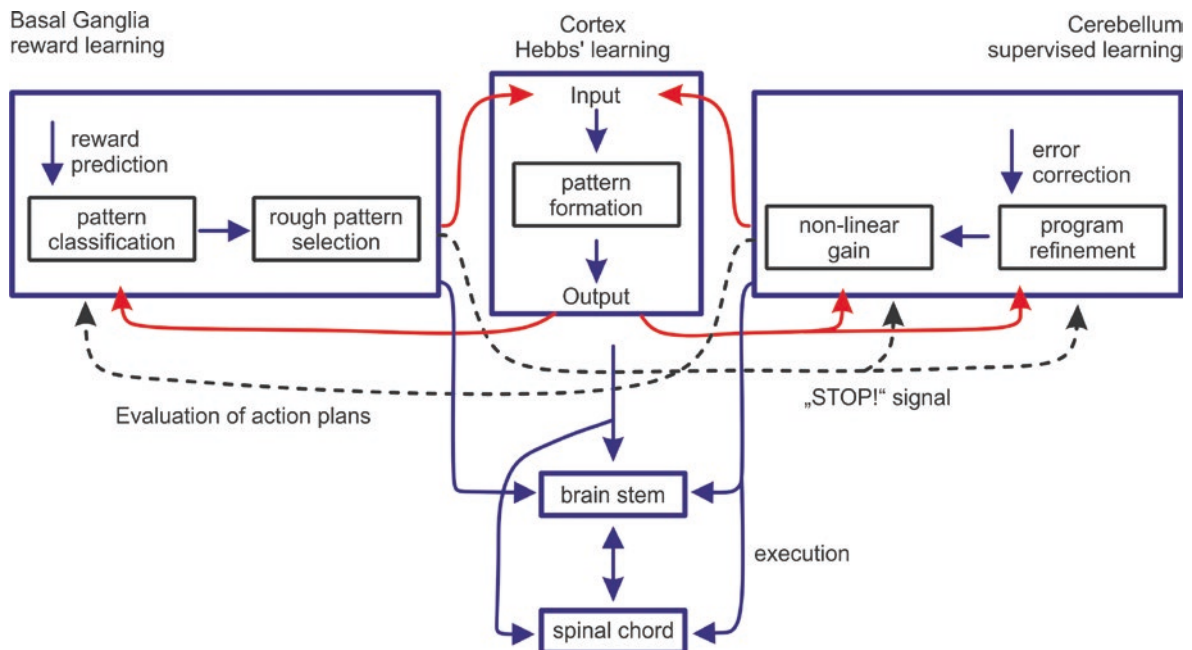 Basal Ganglia
reward learning
Cortex
Hebbs' learning
Cerebellum
supervised learning
reward
prediction
pattern
classification
rough pattern
selection
Input
pattern
formation
Output
error
correction
non-linear
gain
program
refinement
Evaluation of action plans
„STOP!“ signal
brain stem
execution
spinal chord